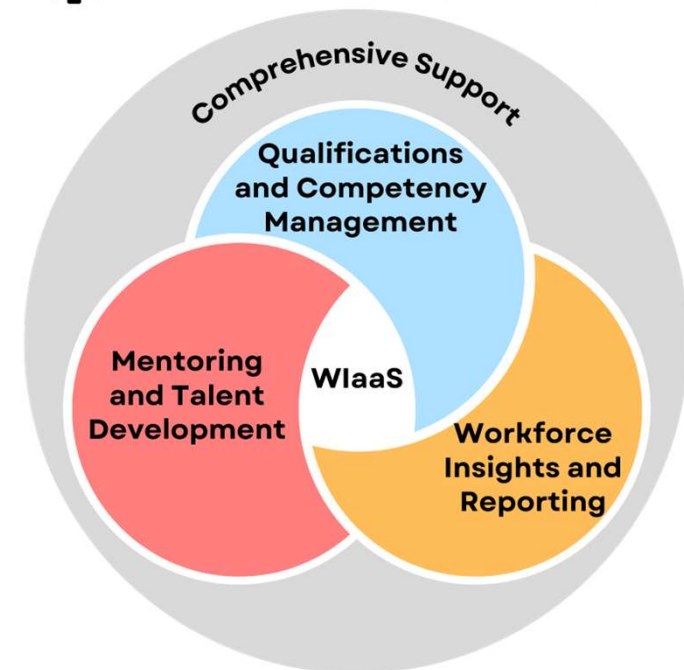 Comprehensive Support
Qualifications
and Competency
Management
Mentoring
and Talent
Development
WIaaS
Workforce
Insights and
Reporting